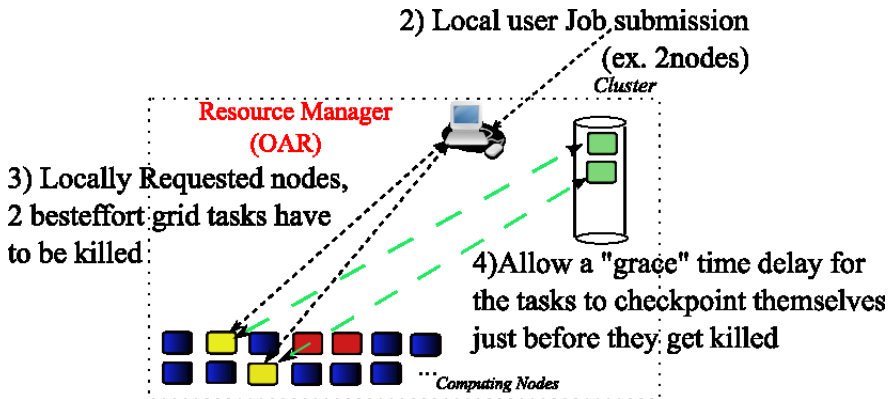 2) Local user Job submission
(ex. 2nodes)
Cluster
Resource Manager
(OAR)
3) Locally Requested nodes,
2 besteffort grid tasks have
to be killed
4)Allow a "grace" time delay for
the tasks to checkpoint themselves
just before they get killed
...Computing Nodes